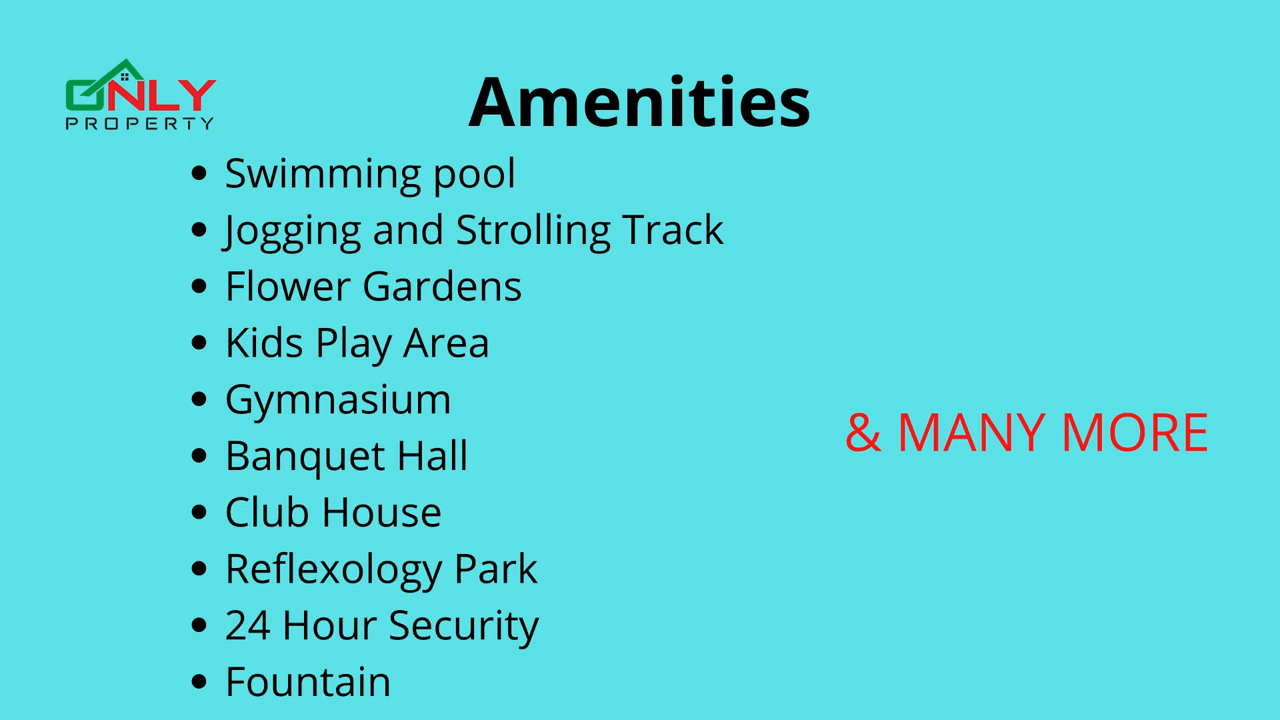 ONLY
PROPERTY
Amenities
• Swimming pool
• Jogging and Strolling Track
• Flower Gardens
• Kids Play Area
• Gymnasium
• Banquet Hall
• Club House
• Reflexology Park
• 24 Hour Security
• Fountain
& MANY MORE